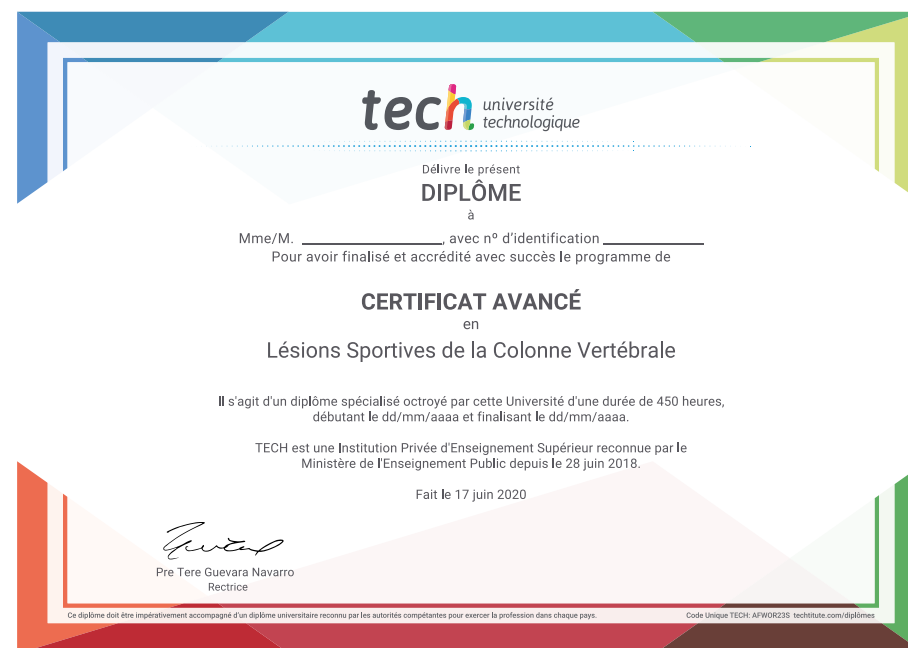 tech université
technologique
Délivre le présent
DIPLÔME
à
Mme/M. ____________, avec nº d'identification ____________
Pour avoir finalisé et accrédité avec succès le programme de
CERTIFICAT AVANCÉ
en
Lésions Sportives de la Colonne Vertébrale
Il s'agit d'un diplôme spécialisé octroyé par cette Université d'une durée de 450 heures,
débutant le dd/mm/aaaa et finalisant le dd/mm/aaaa.
TECH est une Institution Privée d'Enseignement Supérieur reconnue par le
Ministère de l'Enseignement Public depuis le 28 juin 2018.
Fait le 17 juin 2020
Pre Tere Guevara Navarro
Rectrice
Ce diplôme doit être impérativement accompagné d'un diplôme universitaire reconnu par les autorités compétentes pour exercer la profession dans chaque pays.
Code Unique TECH: AFWOR23S techtitute.com/diplômes